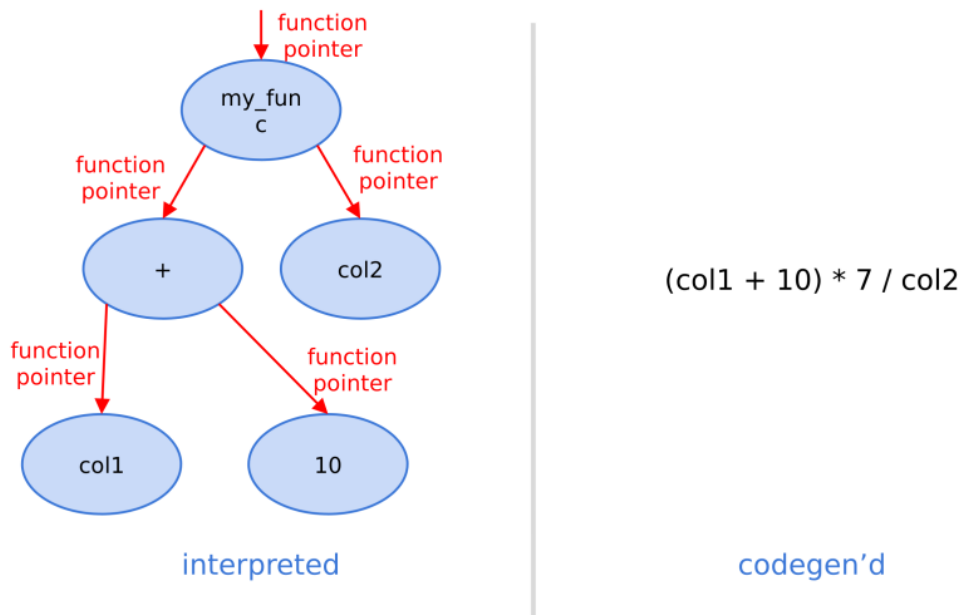 function
pointer
my_fun
c
function
pointer
function
pointer
+
col2
function
pointer
function
pointer
col1
10
interpreted
(col1 + 10) * 7 / col2
codegen’d